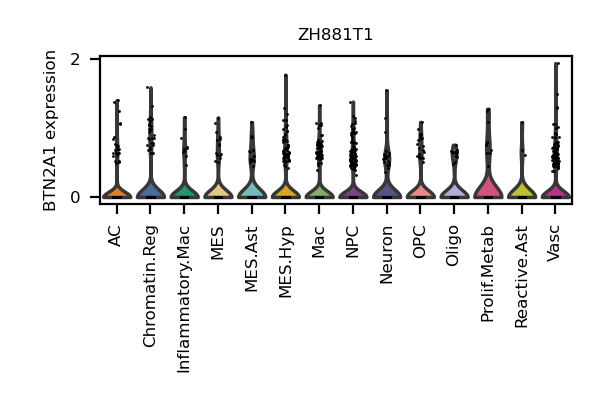 ZH881T1
BTN2A1 expression
2
0
AC
Chromatin.Reg
Inflammatory.Mac
MES
MES.Ast
MES.Hyp
Mac
NPC
Neuron
OPC
Oligo
Prolif.Metab
Reactive.Ast
Vasc